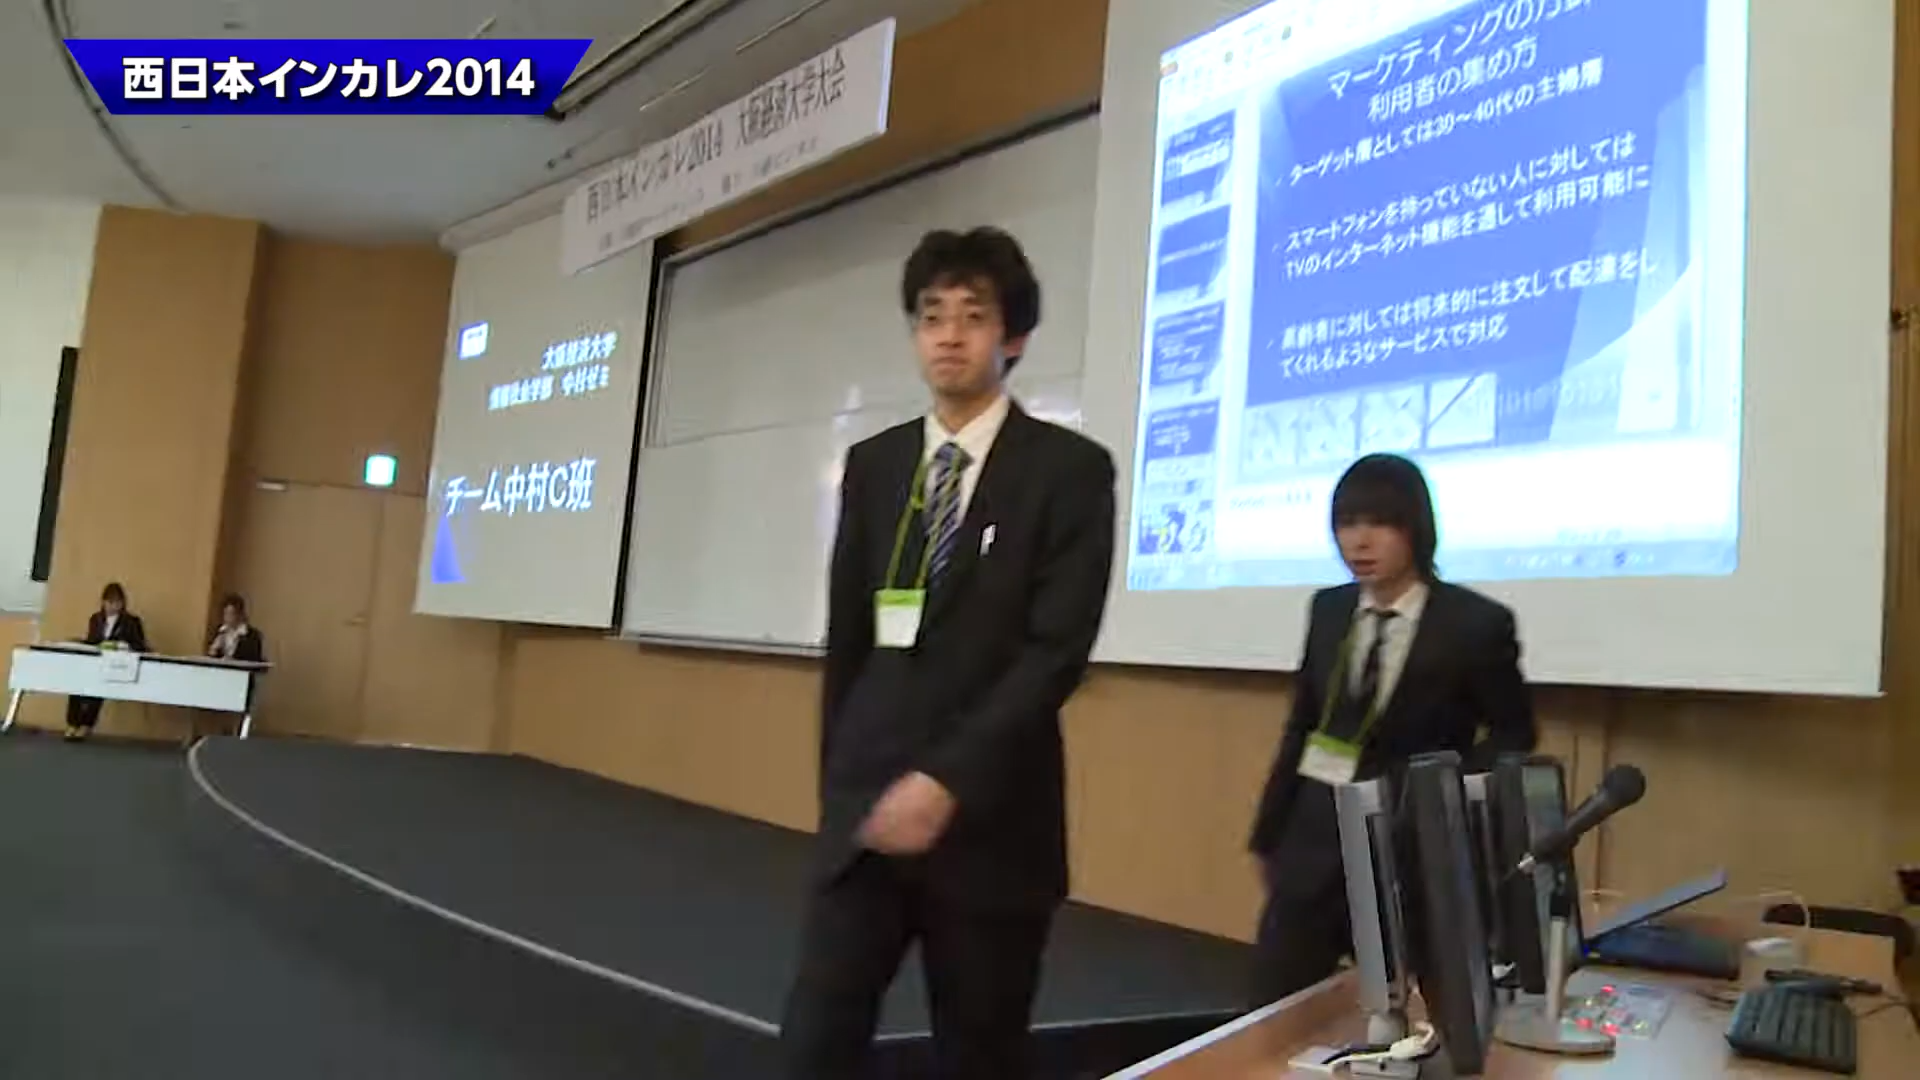 西日本インカレ2014
西日本インカレ2014 大阪経済大学大会
大阪経済大学
情報社会学部 中村ゼミ
チーム中村C班
マーケティングの方
利用者の集め方
ターゲット層としては30～40代の主婦層
スマートフォンを持っていない人に対しては
TVのインターネット機能を通して利用可能に
高齢者に対しては将来的に注文して配達をし
てくれるようなサービスで対応